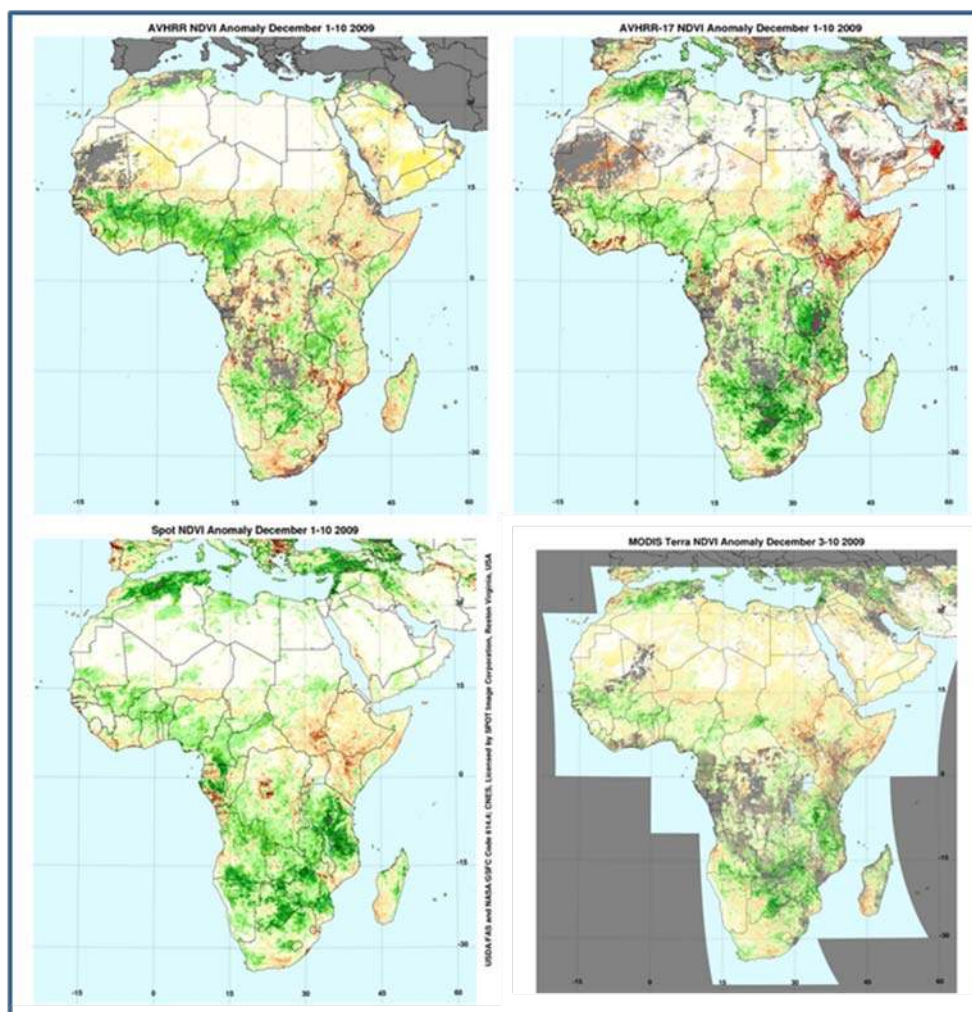 AVHRR NDVI Anomaly December 1-10 2009
15
0
-15
-30
-15 0 15 30 45 60
AVHRR-17 NDVI Anomaly December 1-10 2009
15
0
-15
-30
-15 0 15 30 45 60
Spot NDVI Anomaly December 1-10 2009
15
0
-15
-30
-15 0 15 30 45 60
USDA/FAS and NASA/GSFC Code 614.4; CNES, Licensed by SPOT Image Corporation, Reston Virginia, USA
MODIS Terra NDVI Anomaly December 3-10 2009
15
0
-15
-30
-15 0 15 30 45 60